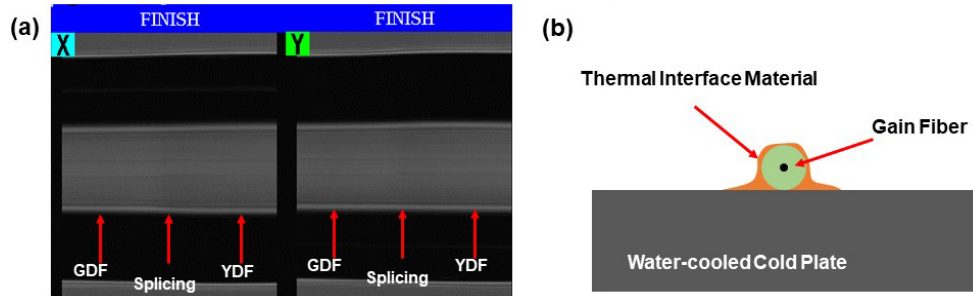 (a)
FINISH
FINISH
X
Y
GDF
Splicing
YDF
GDF
Splicing
YDF
(b)
Thermal Interface Material
Gain Fiber
Water-cooled Cold Plate